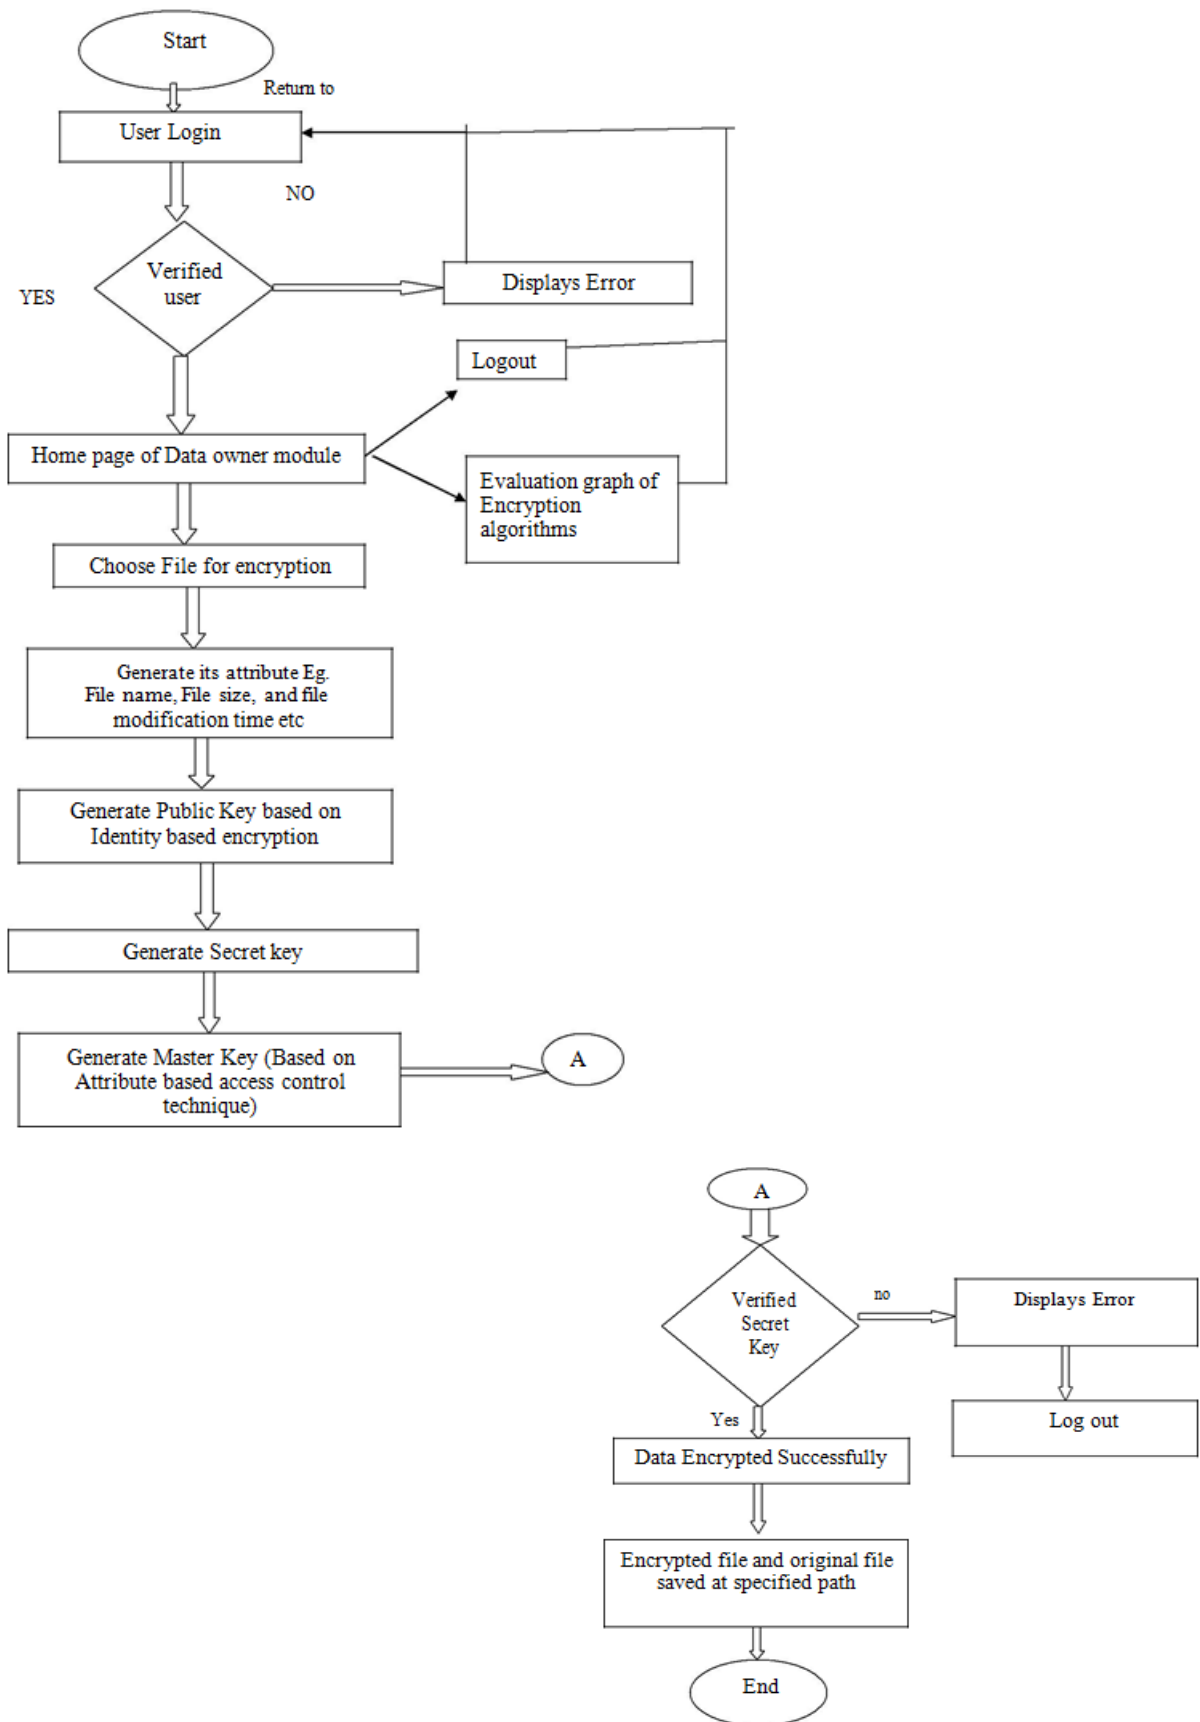 Start
Return to
User Login
NO
Verified
user
YES
Displays Error
Logout
Home page of Data owner module
Evaluation graph of
Encryption
algorithms
Choose File for encryption
Generate its attribute Eg.
File name, File size, and file
modification time etc
Generate Public Key based on
Identity based encryption
Generate Secret key
Generate Master Key (Based on
Attribute based access control
technique)
A
A
Verified
Secret
Key
no
Displays Error
Log out
Yes
Data Encrypted Successfully
Encrypted file and original file
saved at specified path
End